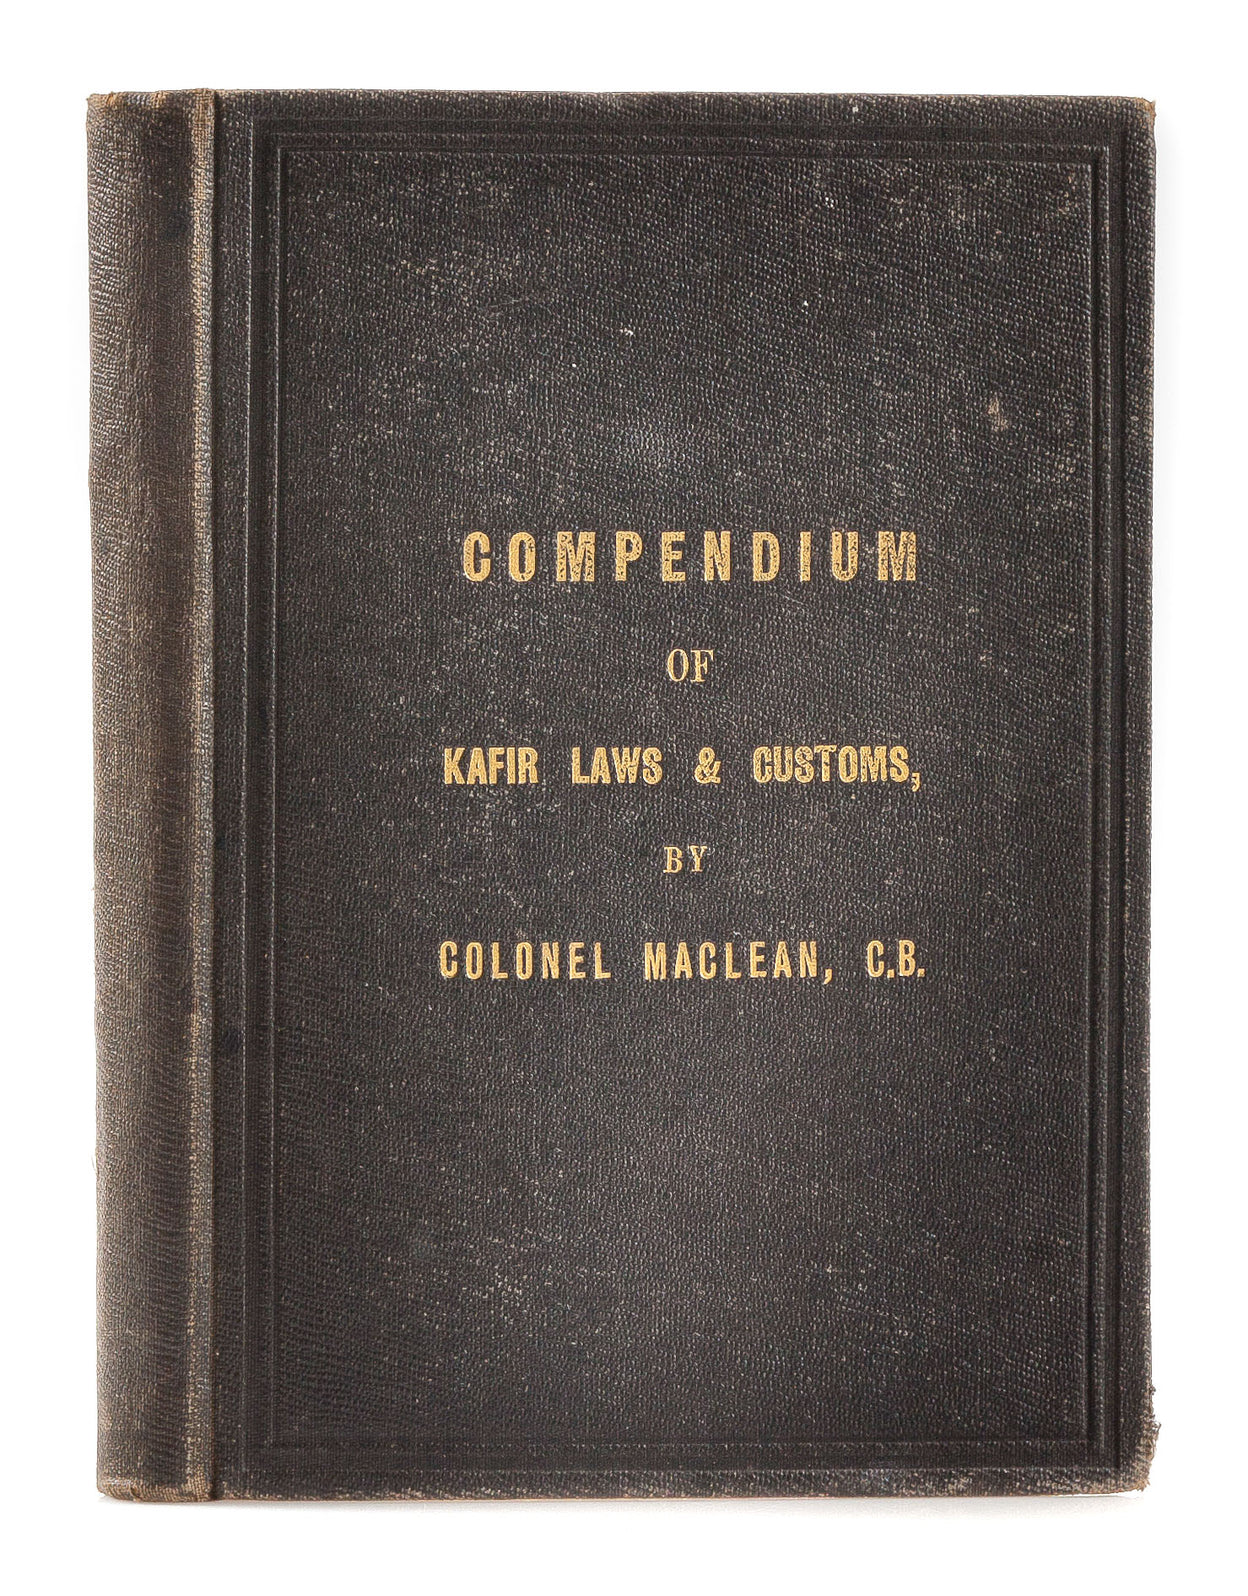 COMPENDIUM
OF
KAFIR LAWS & CUSTOMS,
BY
COLONEL MACLEAN, C.B.